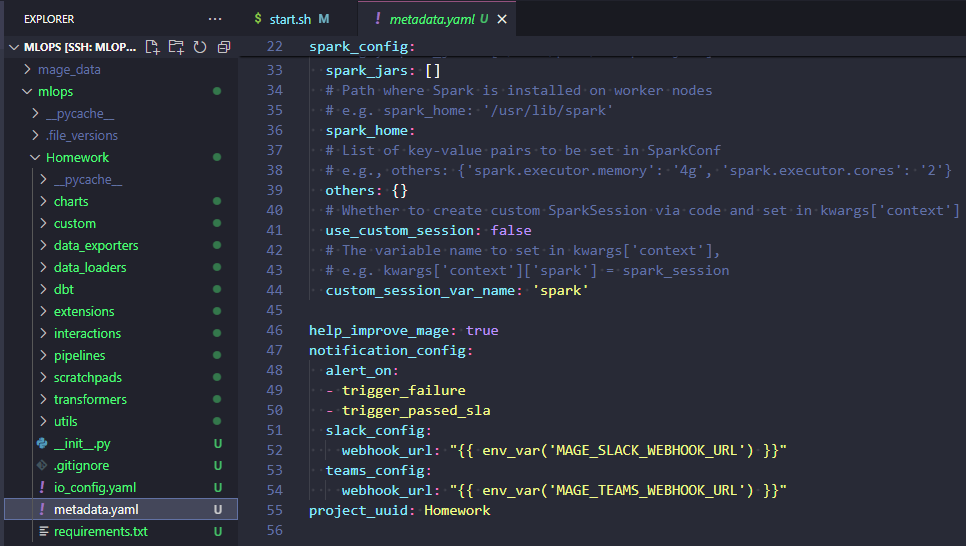 EXPLORER
MLOPS [SSH: MLOP...
mage_data
mlops
__pycache__
.file_versions
Homework
__pycache__
charts
custom
data_exporters
data_loaders
dbt
extensions
interactions
pipelines
scratchpads
transformers
utils
__init__.py U
.gitignore U
! io_config.yaml U
! metadata.yaml U
requirements.txt U
$ start.sh M
! metadata.yaml U
22 spark_config:
33 spark_jars: []
34 # Path where Spark is installed on worker nodes
35 # e.g. spark_home: '/usr/lib/spark'
36 spark_home:
37 # List of key-value pairs to be set in SparkConf
38 # e.g., others: {'spark.executor.memory': '4g', 'spark.executor.cores': '2'}
39 others: {}
40 # Whether to create custom SparkSession via code and set in kwargs['context']
41 use_custom_session: false
42 # The variable name to set in kwargs['context'],
43 # e.g. kwargs['context']['spark'] = spark_session
44 custom_session_var_name: 'spark'
45
46 help_improve_mage: true
47 notification_config:
48 alert_on:
49 - trigger_failure
50 - trigger_passed_sla
51 slack_config:
52 webhook_url: "{{ env_var('MAGE_SLACK_WEBHOOK_URL') }}"
53 teams_config:
54 webhook_url: "{{ env_var('MAGE_TEAMS_WEBHOOK_URL') }}"
55 project_uuid: Homework
56